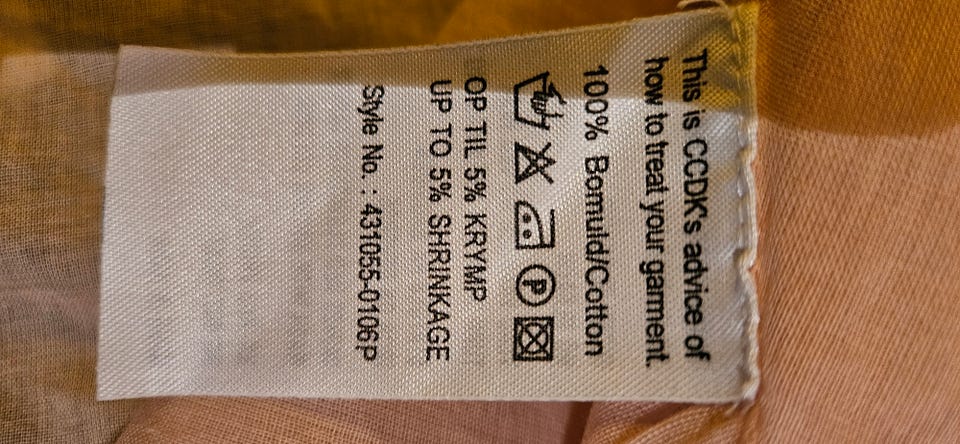 This is CCDK's advice of
how to treat your garment.
100% Bomuld/Cotton
P
OP TIL 5% KRYMP
UP TO 5% SHRINKAGE
Style No. : 431055-0106P